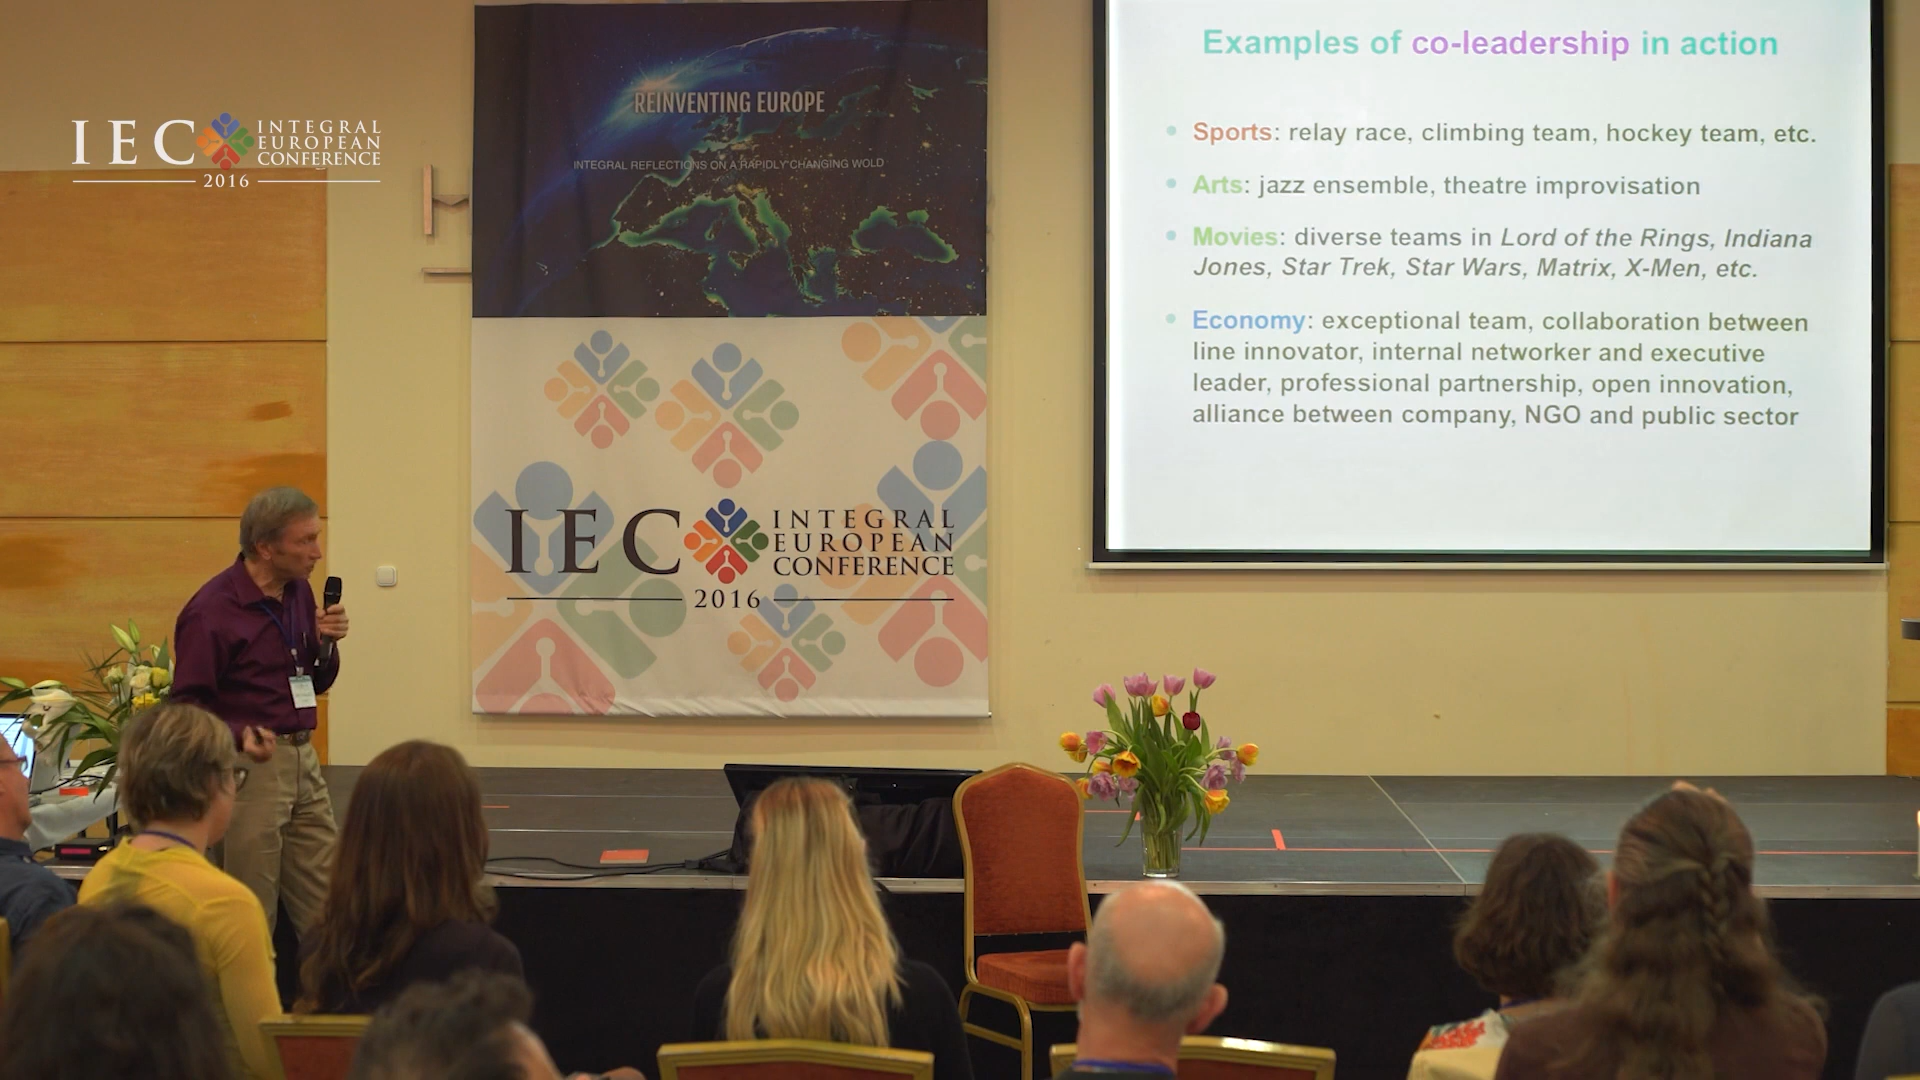 IEC INTEGRAL
EUROPEAN
CONFERENCE
2016
REINVENTING EUROPE
INTEGRAL REFLECTIONS ON A RAPIDLY CHANGING WOLD
IEC INTEGRAL
EUROPEAN
CONFERENCE
2016
Examples of co-leadership in action
• Sports: relay race, climbing team, hockey team, etc.
• Arts: jazz ensemble, theatre improvisation
• Movies: diverse teams in Lord of the Rings, Indiana
Jones, Star Trek, Star Wars, Matrix, X-Men, etc.
• Economy: exceptional team, collaboration between
line innovator, internal networker and executive
leader, professional partnership, open innovation,
alliance between company, NGO and public sector